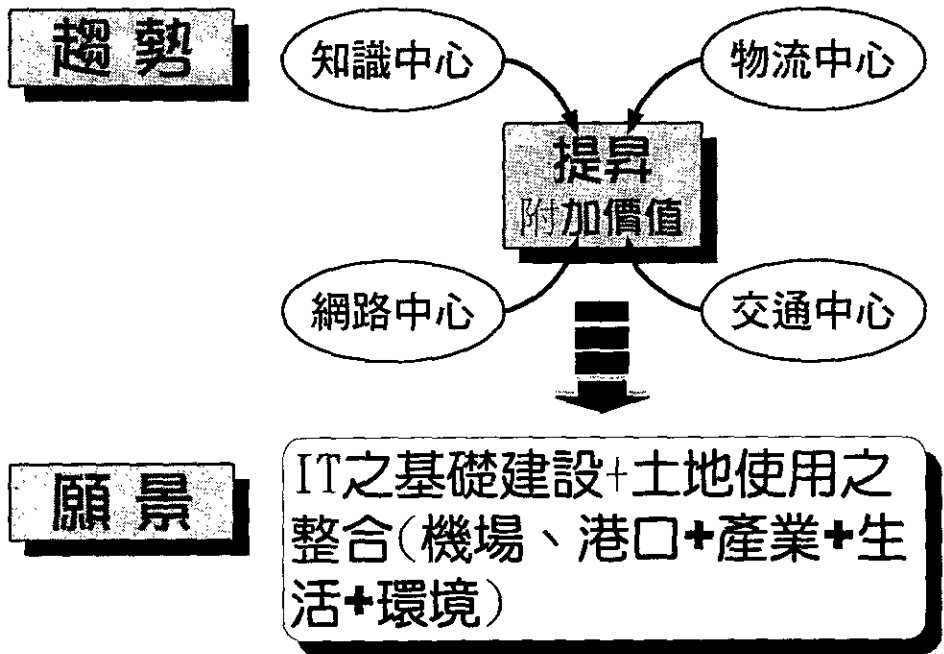 趨勢
知識中心
物流中心
提昇
附加價值
網路中心
交通中心
願景
IT之基礎建設+土地使用之
整合(機場、港口+產業+生
活+環境)